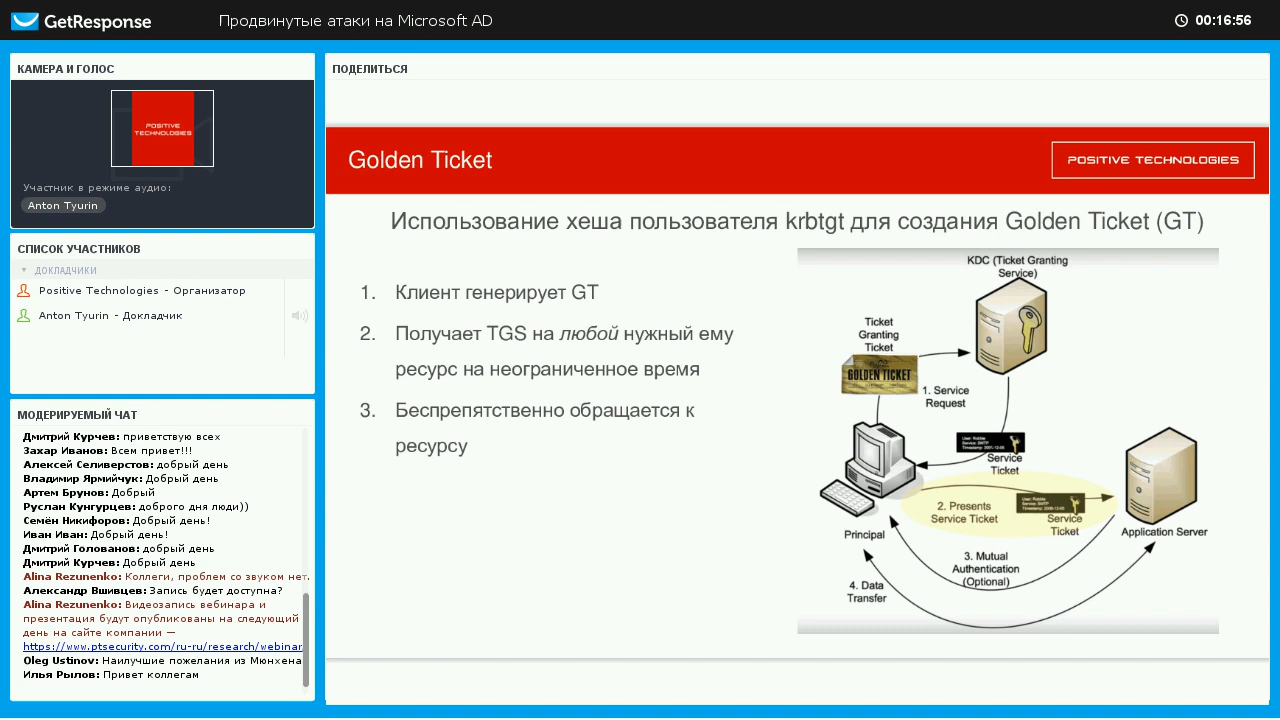 GetResponse
Продвинутые атаки на Microsoft AD
00:16:56
КАМЕРА И ГОЛОС
POSITIVE
TECHNOLOGIES
Участник в режиме аудио:
Anton Tyurin
СПИСОК УЧАСТНИКОВ
ДОКЛАДЧИКИ
Positive Technologies - Организатор
Anton Tyurin - Докладчик
МОДЕРИРУЕМЫЙ ЧАТ
Дмитрий Курчев: приветствую всех
Захар Иванов: Всем привет!!!
Алексей Селиверстов: добрый день
Владимир Ярмийчук: Добрый день
Артем Брунов: Добрый
Руслан Кунгурцев: доброго дня люди))
Семён Никифоров: Добрый день!
Иван Иван: Добрый день!
Дмитрий Голованов: добрый день
Дмитрий Курчев: Добрый день
Alina Rezunenko: Коллеги, проблем со звуком нет.
Александр Вшивцев: Запись будет доступна?
Alina Rezunenko: Видеозапись вебинара и
презентация будут опубликованы на следующий
день на сайте компании —
https://www.ptsecurity.com/ru-ru/research/webinar
Oleg Ustinov: Наилучшие пожелания из Мюнхена
Илья Рылов: Привет коллегам
ПОДЕЛИТЬСЯ
Golden Ticket
POSITIVE TECHNOLOGIES
Использование хеша пользователя krbtgt для создания Golden Ticket (GT)
1. Клиент генерирует GT
2. Получает TGS на любой нужный ему
ресурс на неограниченное время
3. Беспрепятственно обращается к
ресурсу
KDC (Ticket Granting
Service)
Ticket
Granting
Ticket
GOLDEN TICKET
1. Service
Request
Service
Ticket
2. Presents
Service Ticket
Service
Ticket
Principal
Application Server
3. Mutual
Authentication
(Optional)
4. Data
Transfer